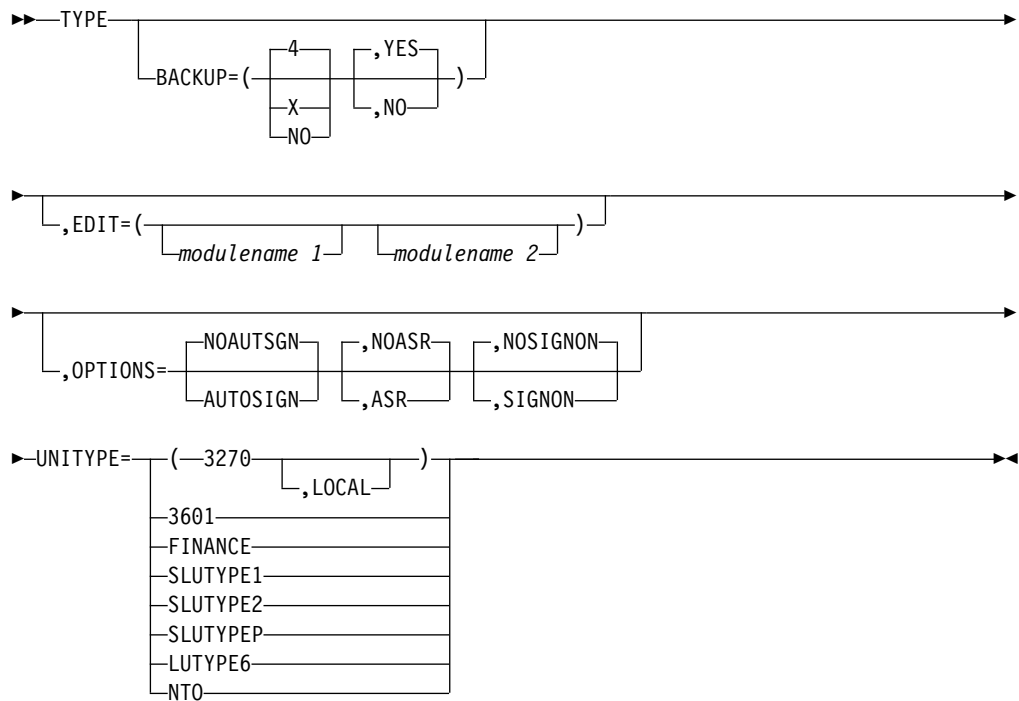 TYPE
4 ,YES
BACKUP=( )
X ,NO
NO
,EDIT=( )
modulename 1 modulename 2
NOAUTSGN ,NOASR ,NOSIGNON
,OPTIONS=
AUTOSIGN ,ASR ,SIGNON
UNITYPE= ( 3270 )
,LOCAL
3601
FINANCE
SLUTYPE1
SLUTYPE2
SLUTYPEP
LUTYPE6
NTO